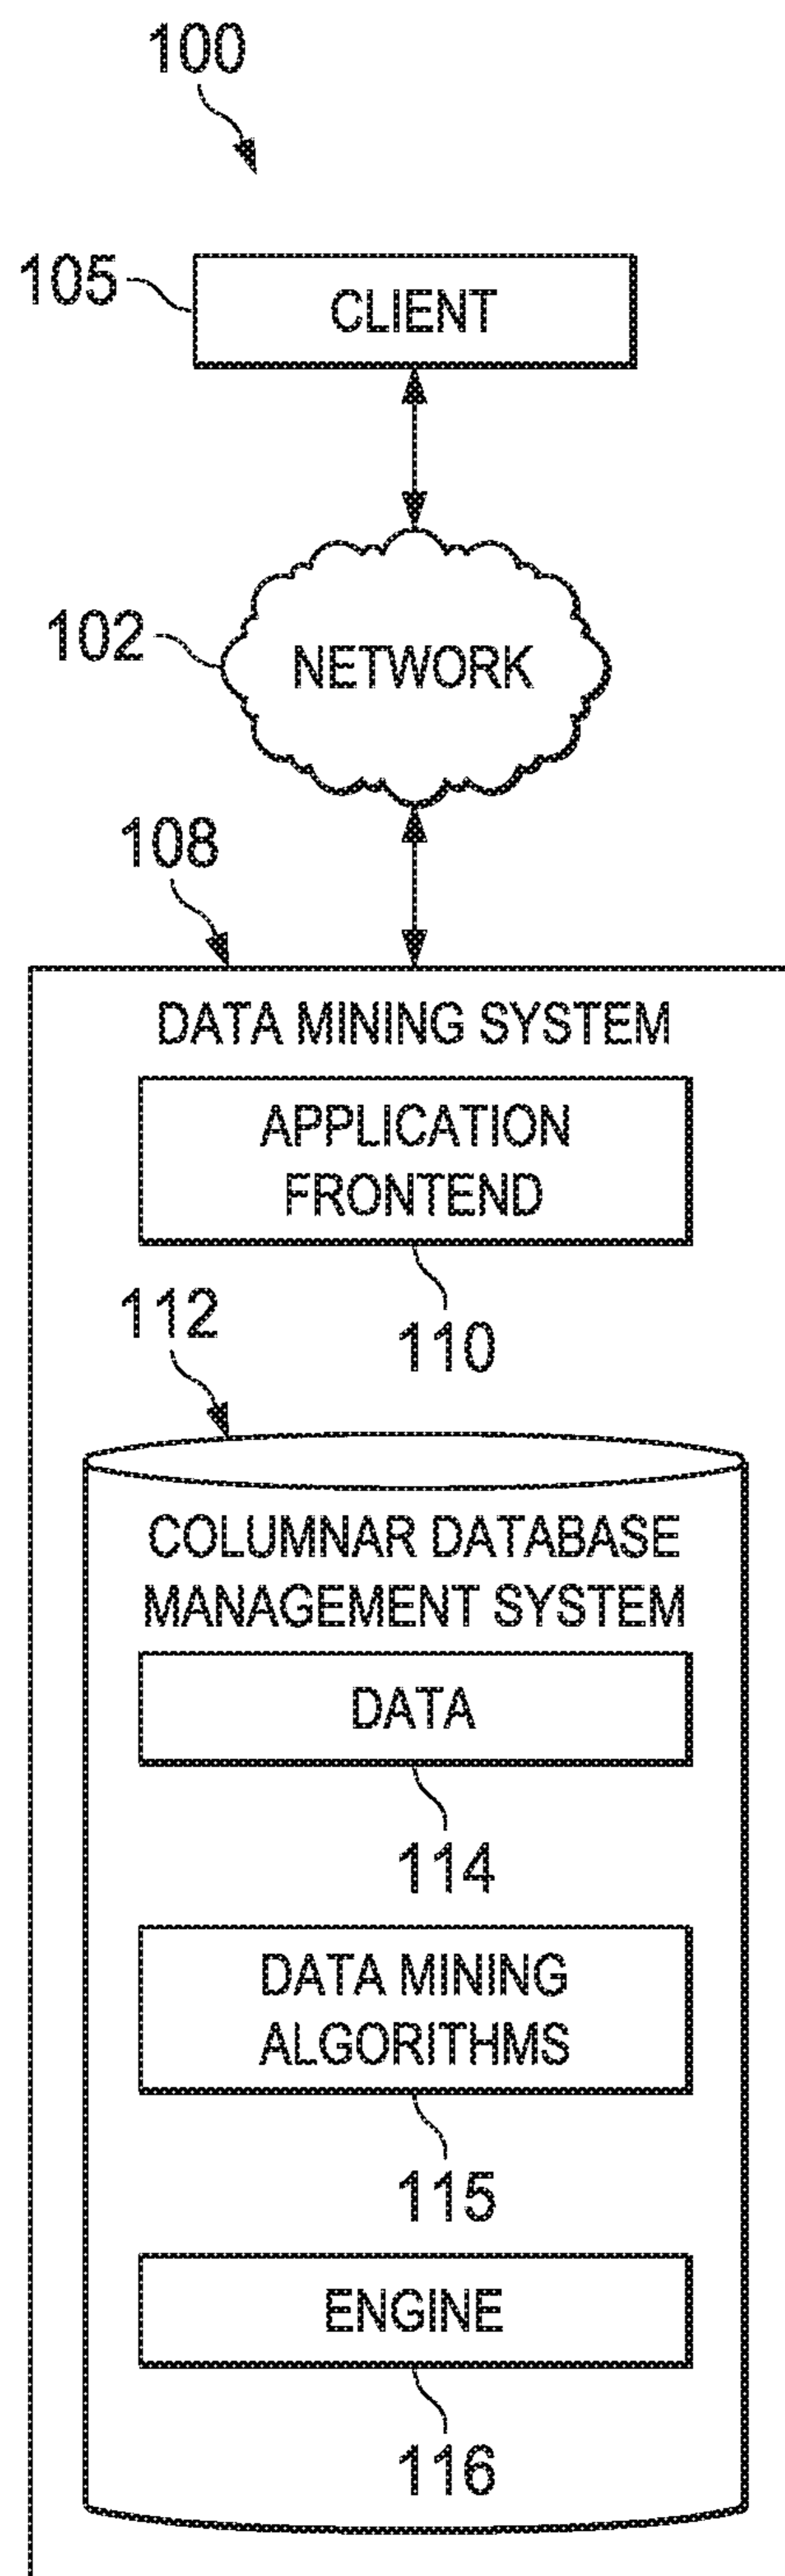 100
105
CLIENT
102
NETWORK
108
DATA MINING SYSTEM
APPLICATION
FRONTEND
110
112
COLUMNAR DATABASE
MANAGEMENT SYSTEM
DATA
114
DATA MINING
ALGORITHMS
115
ENGINE
116